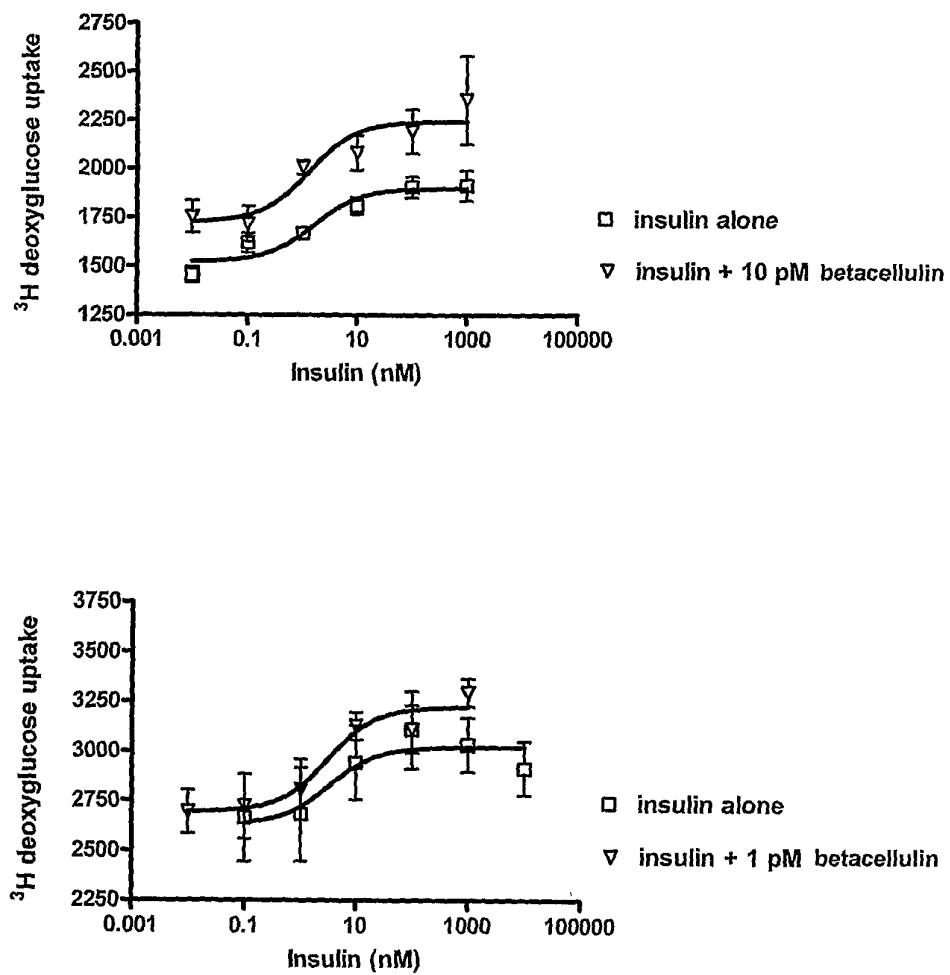 2750
2500
2250
2000
1750
1500
1250
³H deoxyglucose uptake
0.001 0.1 10 1000 100000
Insulin (nM)
insulin alone
insulin + 10 pM betacellulin
3750
3500
3250
3000
2750
2500
2250
³H deoxyglucose uptake
0.001 0.1 10 1000 100000
Insulin (nM)
insulin alone
insulin + 1 pM betacellulin